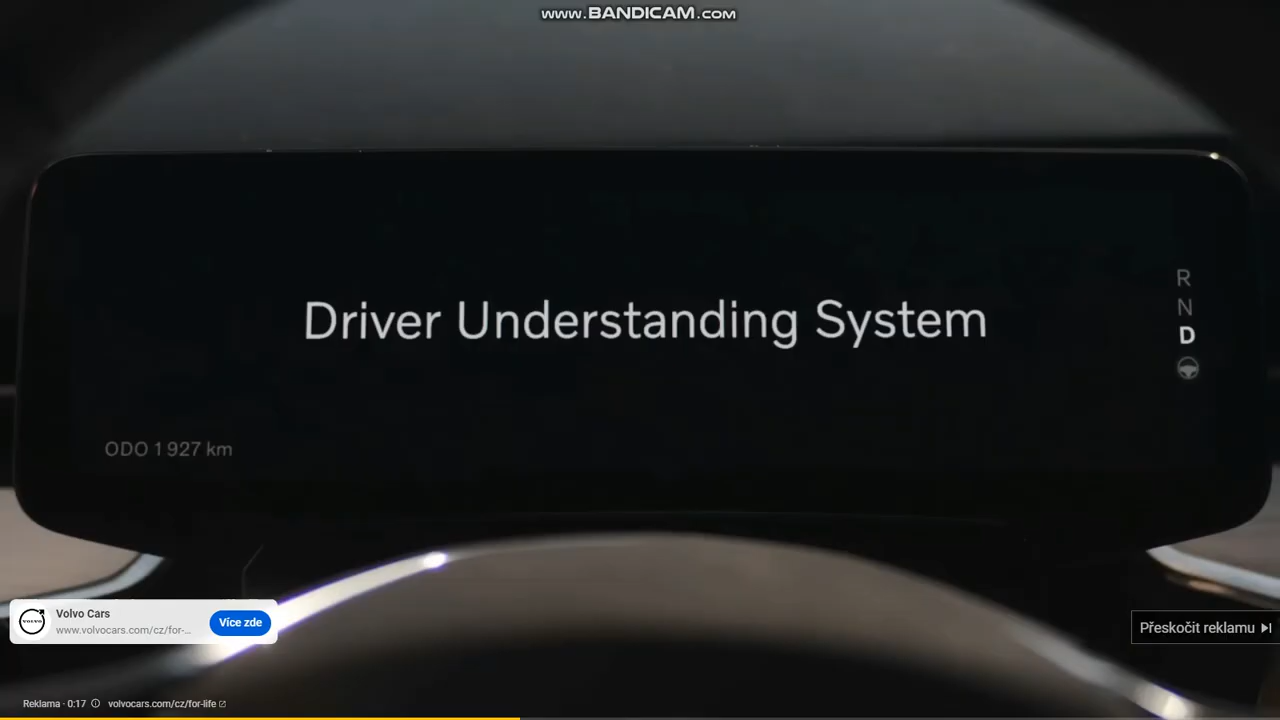 www.BANDICAM.com
Driver Understanding System
R
N
D
ODO 1 927 km
Volvo Cars
www.volvocars.com/cz/for-...
Více zde
VOLVO
Přeskočit reklamu
Reklama · 0:17
volvocars.com/cz/for-life